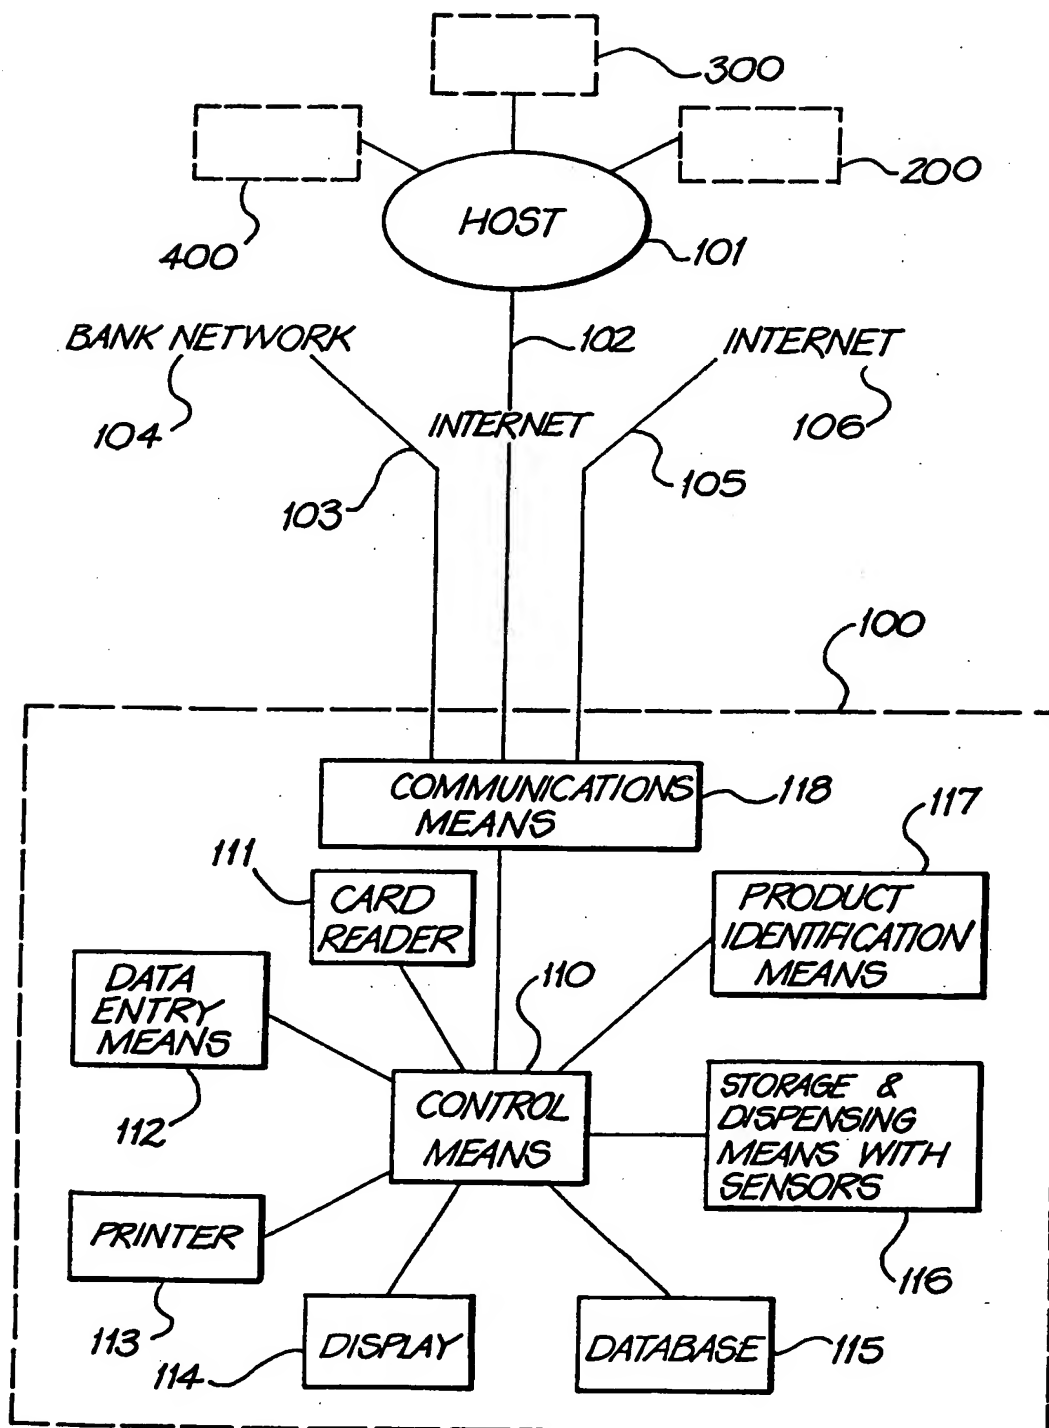 300
200
400
HOST
101
BANK NETWORK
102
INTERNET
104
INTERNET
106
103
105
100
COMMUNICATIONS
MEANS
118
117
111
CARD
READER
PRODUCT
IDENTIFICATION
MEANS
DATA
ENTRY
MEANS
110
112
CONTROL
MEANS
STORAGE &
DISPENSING
MEANS WITH
SENSORS
PRINTER
116
113
DISPLAY
114
DATABASE
115